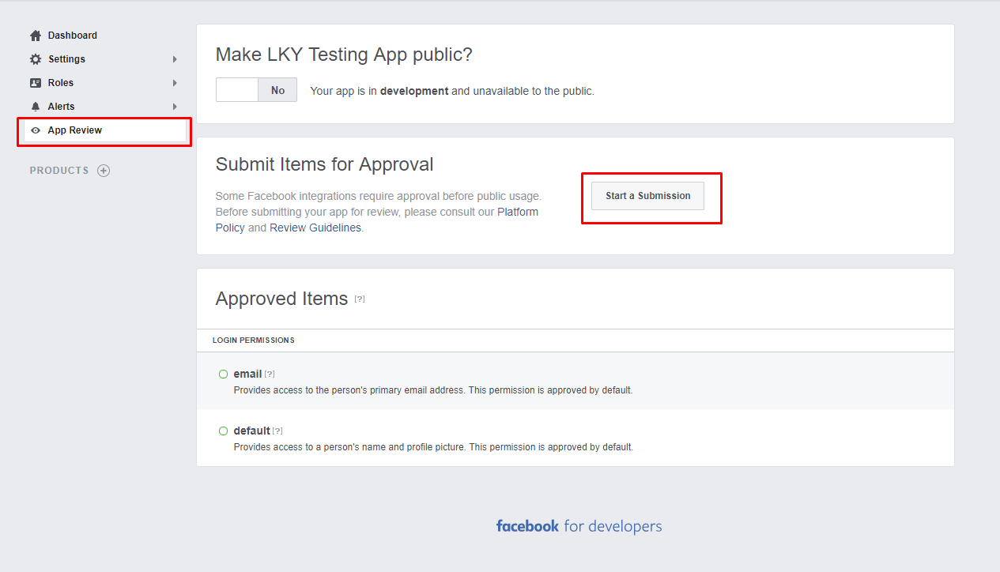 Dashboard
Settings
Roles
Alerts
App Review
PRODUCTS
Make LKY Testing App public?
No
Your app is in development and unavailable to the public.
Submit Items for Approval
Some Facebook integrations require approval before public usage.
Before submitting your app for review, please consult our Platform
Policy and Review Guidelines.
Start a Submission
Approved Items [?]
LOGIN PERMISSIONS
email [?]
Provides access to the person's primary email address. This permission is approved by default.
default [?]
Provides access to a person's name and profile picture. This permission is approved by default.
facebook for developers